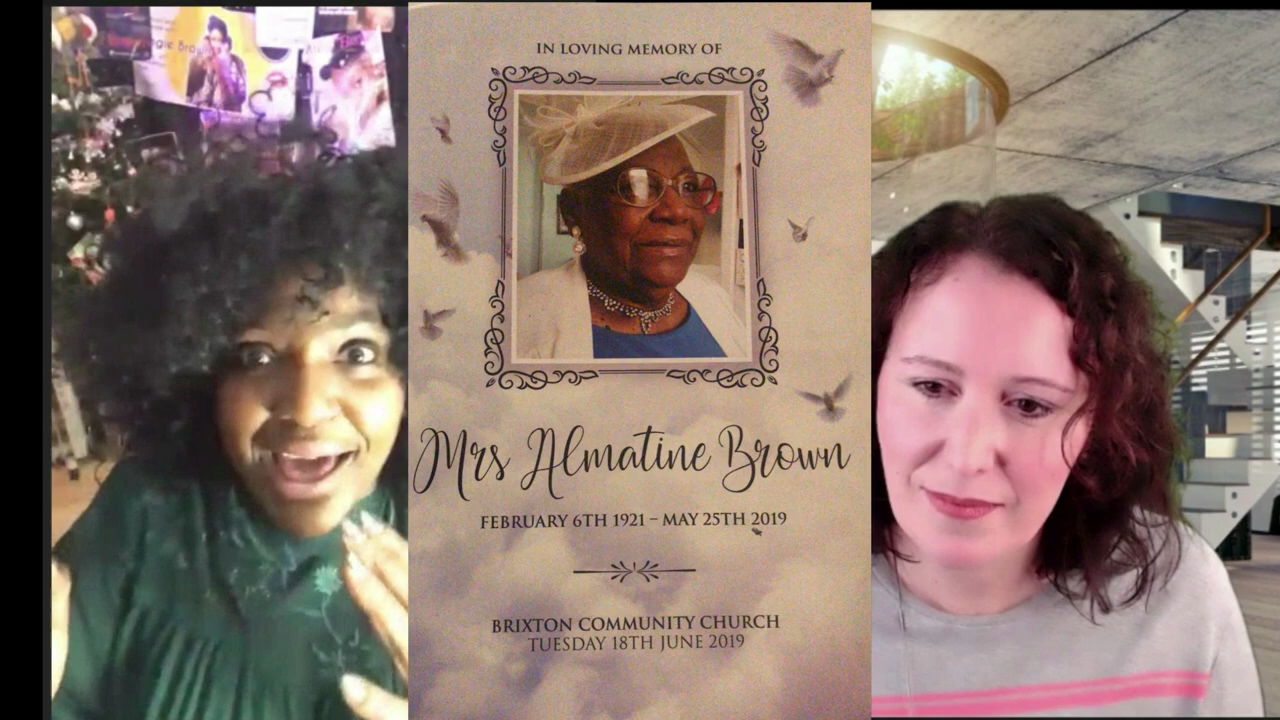 IN LOVING MEMORY OF
Mrs Almatine Brown
FEBRUARY 6TH 1921 – MAY 25TH 2019
BRIXTON COMMUNITY CHURCH
TUESDAY 18TH JUNE 2019